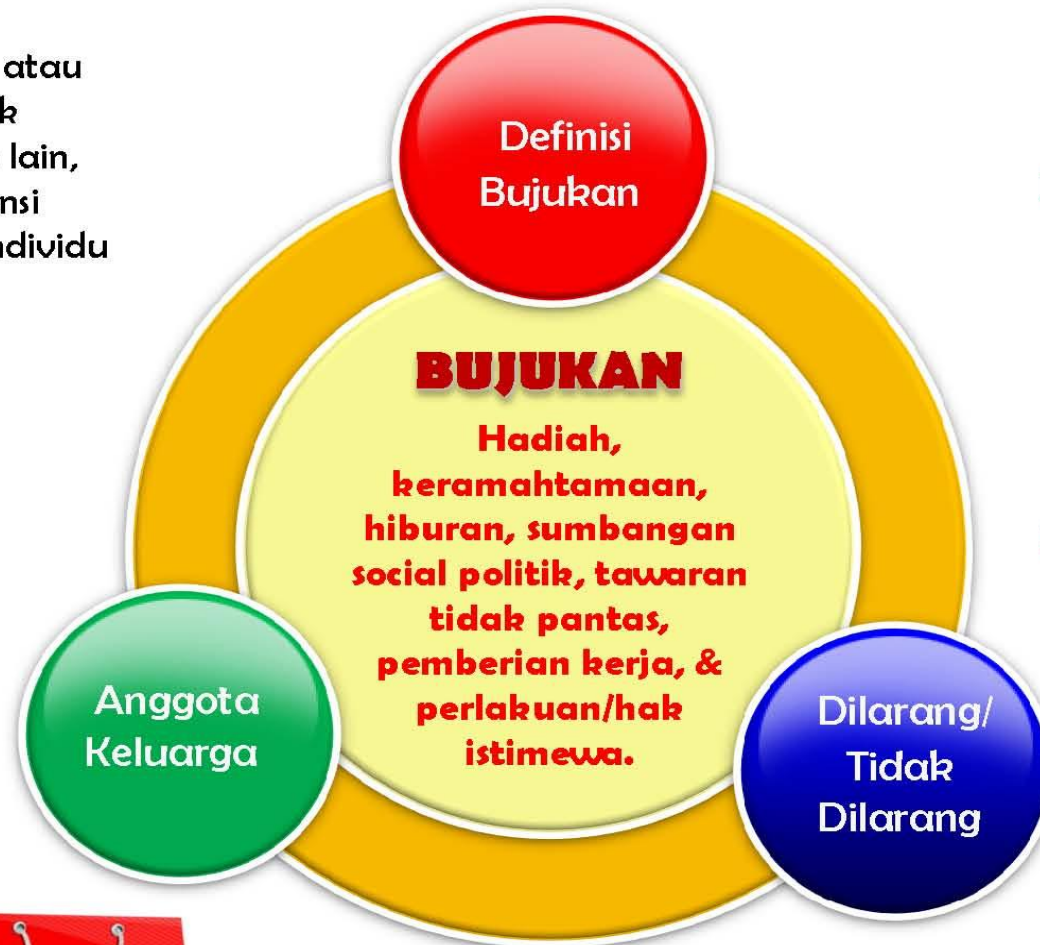 atau
k
lain,
nsi
ndividu
Definisi
Bujukan
BUJUKAN
Hadiah,
keramahtamaan,
hiburan, sumbangan
social politik, tawaran
tidak pantas,
pemberian kerja, &
perlakuan/hak
istimewa.
Anggota
Keluarga
Dilarang/
Tidak
Dilarang